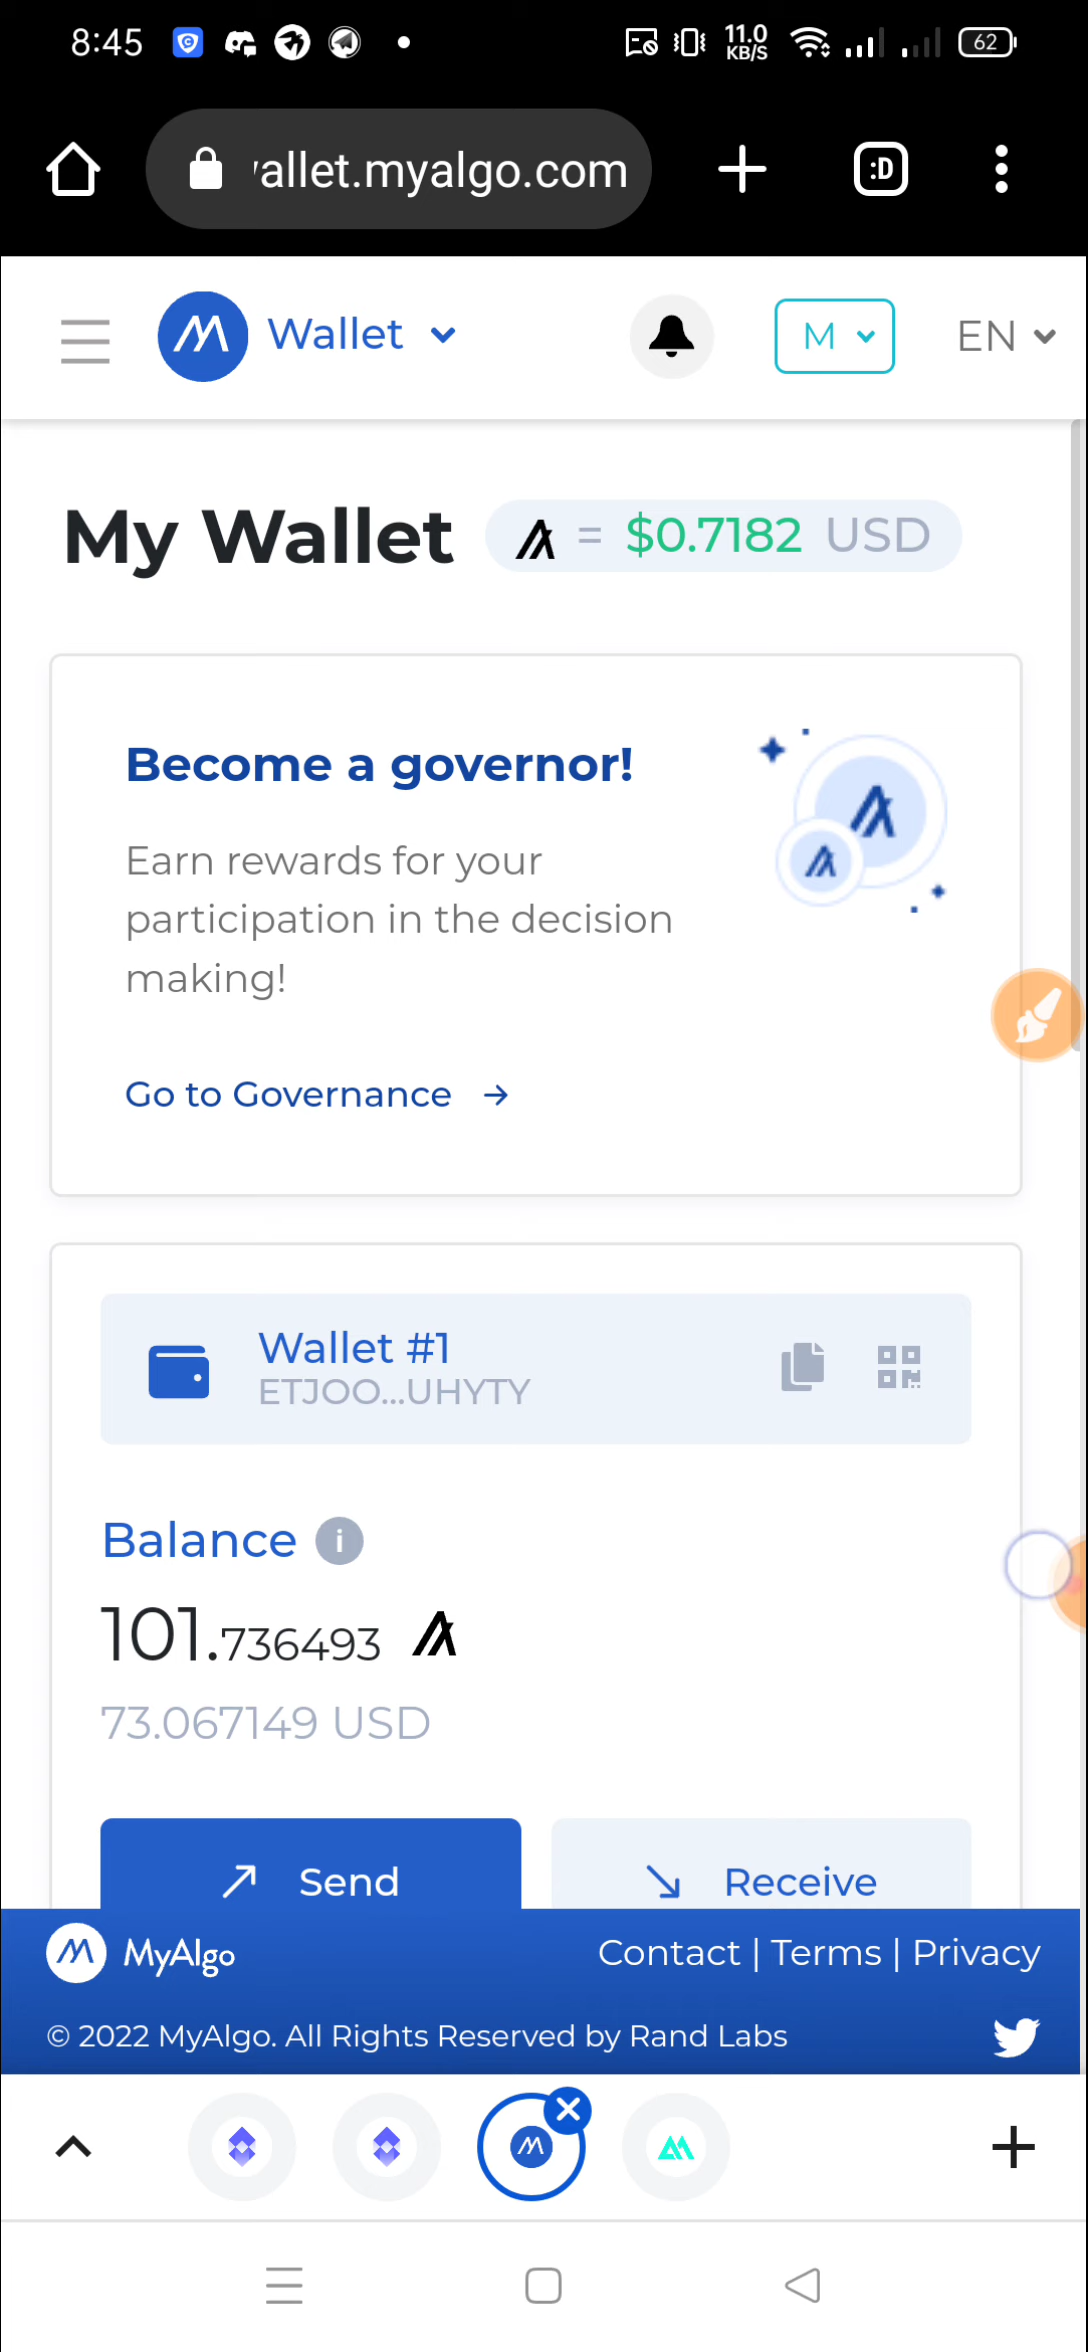 8:45 11.0 KB/S 62
allet.myalgo.com :D
Wallet M EN
My Wallet = $0.7182 USD
Become a governor!
Earn rewards for your
participation in the decision
making!
Go to Governance →
Wallet #1
ETJOO...UHYTY
Balance i
101.736493
73.067149 USD
Send Receive
MyAlgo Contact | Terms | Privacy
© 2022 MyAlgo. All Rights Reserved by Rand Labs